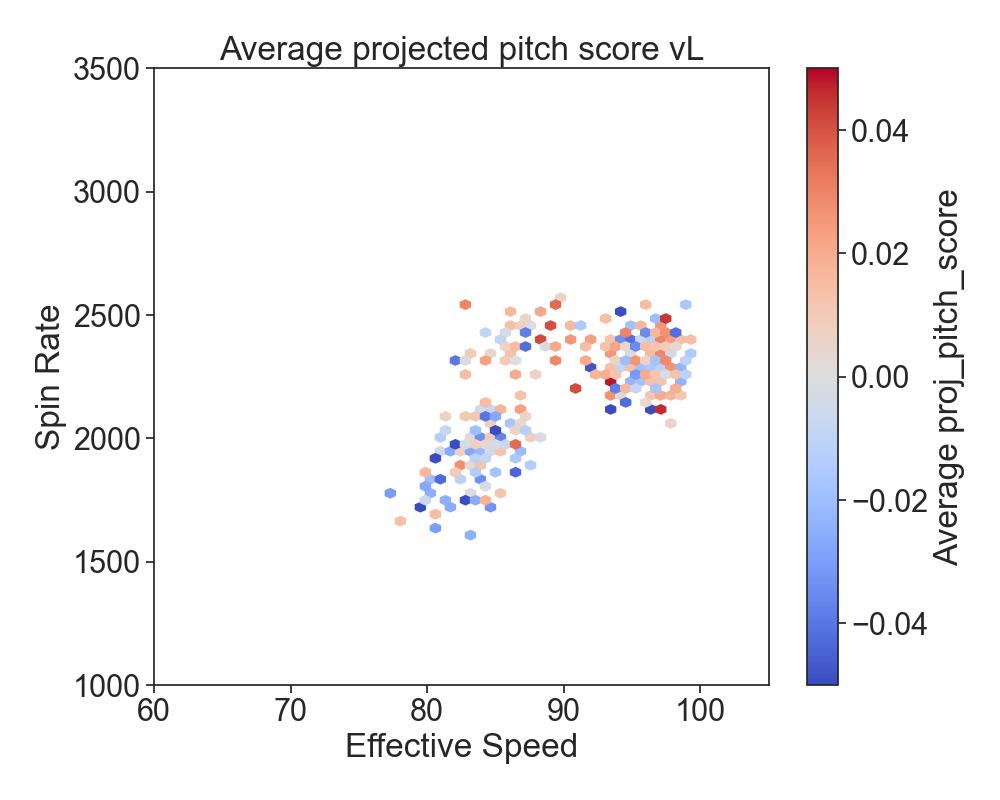 Average projected pitch score vL
3500
3000
2500
2000
1500
1000
Spin Rate
60 70 80 90 100
Effective Speed
0.04
0.02
0.00
−0.02
−0.04
Average proj_pitch_score